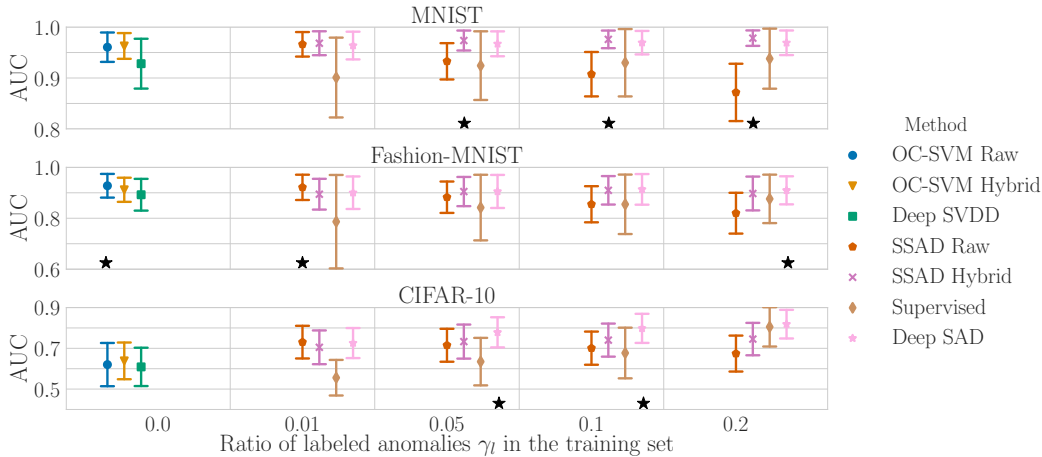 MNIST
1.0
0.9
0.8
AUC
Fashion-MNIST
1.0
0.8
0.6
AUC
CIFAR-10
0.9
0.7
0.5
AUC
0.0 0.01 0.05 0.1 0.2
Ratio of labeled anomalies γl in the training set
Method
OC-SVM Raw
OC-SVM Hybrid
Deep SVDD
SSAD Raw
SSAD Hybrid
Supervised
Deep SAD